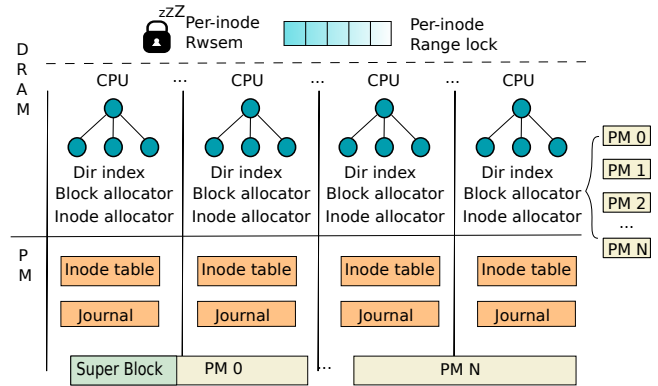 zZZ
Per-inode
Rwsem
Per-inode
Range lock
DRAM
CPU ... CPU ... CPU CPU
Dir index Dir index Dir index Dir index
Block allocator Block allocator Block allocator Block allocator
Inode allocator Inode allocator Inode allocator Inode allocator
PM 0
PM 1
PM 2
...
PM N
PM
Inode table Inode table Inode table Inode table
Journal Journal Journal Journal
Super Block PM 0 ... PM N